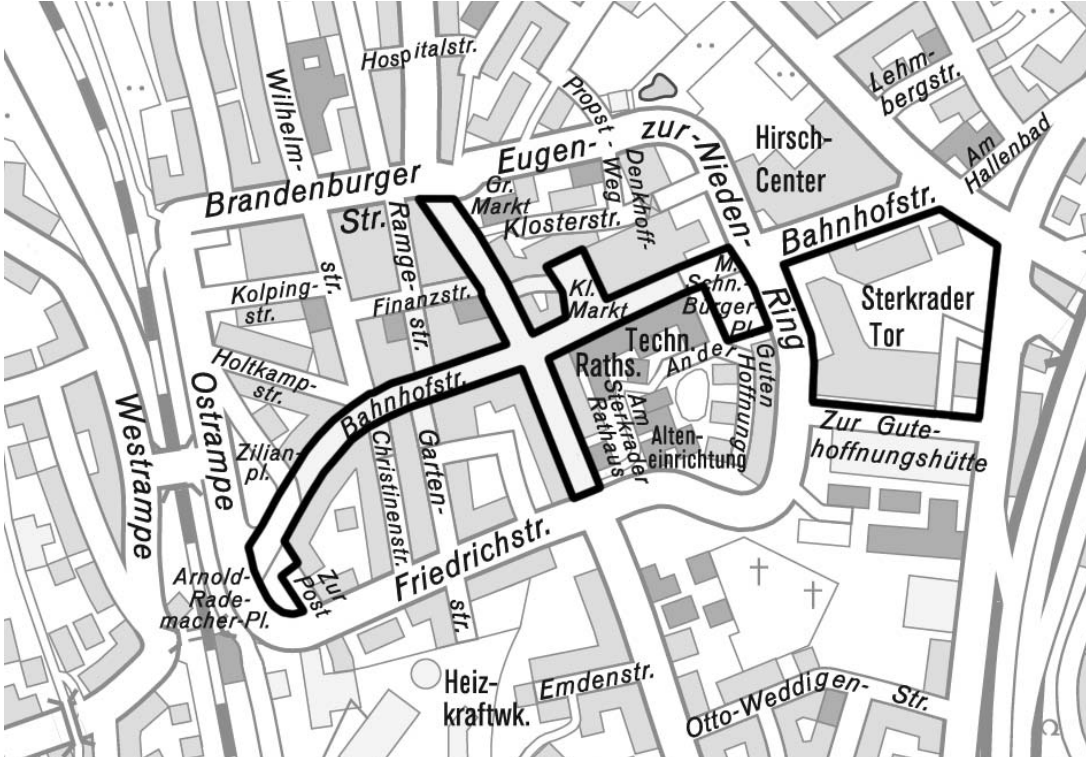 Hospitalstr.
Wilhelm-
str.
Lehm-
bergstr.
Am
Hallenbad
Propst-
Weg
Eugen-
zur-
Nieden-
Ring
Hirsch-
Center
Brandenburger
Str.
Gr.
Markt
Klosterstr.
Denkhoff-
Bahnhofstr.
Ramge-
str.
Kolping-
str.
Finanzstr.
Kl.
Markt
M.
Schn.-
Burger-
Pl.
Sterkrader
Tor
Techn.
Raths.
An der
Guten
Hoffnung
Holtkamp-
str.
Bahnhofstr.
Am
Sterkrader
Rathaus
Alten-
einrichtung
Zur Gute-
hoffnungshütte
Westrampe
Ostrampe
Zilian-
pl.
Christinenstr.
Garten-
str.
Friedrichstr.
Arnold-
Rade-
macher-Pl.
Zur
Post
Heiz-
kraftwk.
Emdenstr.
Otto-Weddigen-
Str.